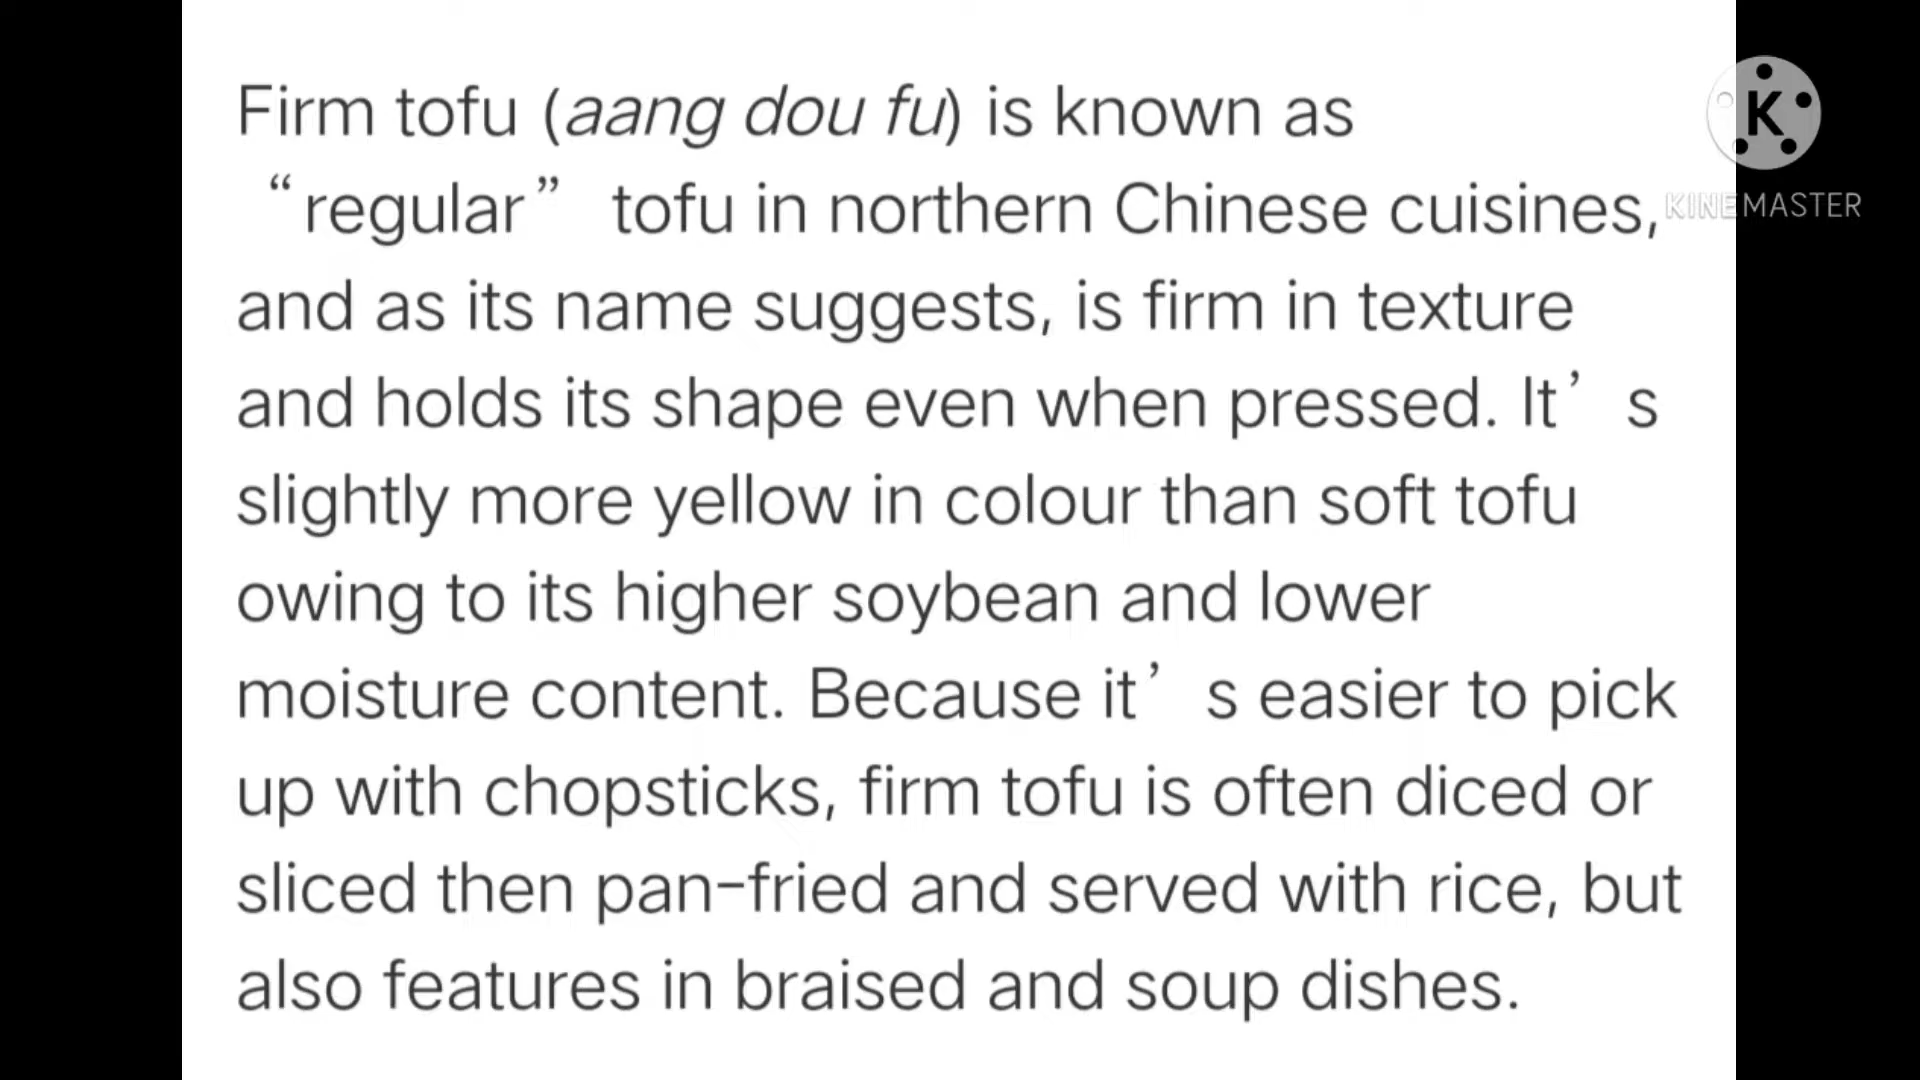 Firm tofu (aang dou fu) is known as
“regular” tofu in northern Chinese cuisines,
and as its name suggests, is firm in texture
and holds its shape even when pressed. It’s
slightly more yellow in colour than soft tofu
owing to its higher soybean and lower
moisture content. Because it’s easier to pick
up with chopsticks, firm tofu is often diced or
sliced then pan-fried and served with rice, but
also features in braised and soup dishes.
K
KINEMASTER